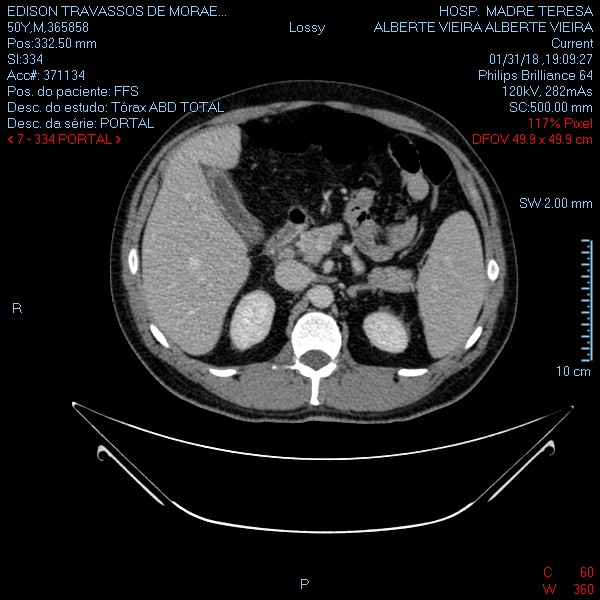 EDISON TRAVASSOS DE MORAE...
50Y,M,365858
Pos:332.50 mm
Sl:334
Acc#: 371134
Pos. do paciente: FFS
Desc. do estudo: Tórax ABD TOTAL
Desc. da série: PORTAL
< 7 - 334 PORTAL >
Lossy
HOSP. MADRE TERESA
ALBERTE VIEIRA ALBERTE VIEIRA
Current
01/31/18 ,19:09:27
Philips Brilliance 64
120kV, 282mAs
SC:500.00 mm
117% Pixel
DFOV 49.9 x 49.9 cm
SW 2.00 mm
R
10 cm
P
C 60
W 360